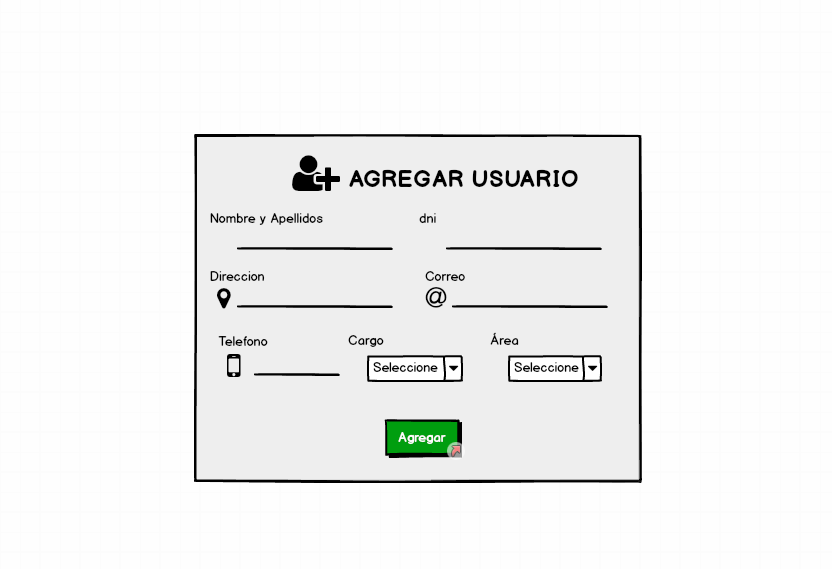 AGREGAR USUARIO
Nombre y Apellidos
dni
Direccion
Correo
@
Telefono
Cargo
Área
Seleccione
Seleccione
Agregar